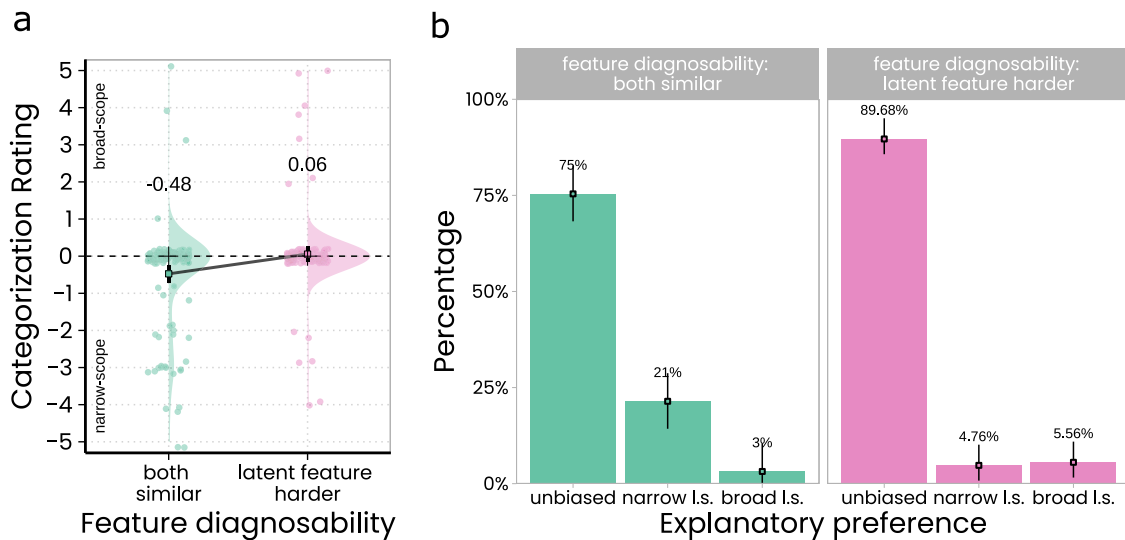 a
Categorization Rating
broad-scope
narrow-scope
5
4
3
2
1
0
−1
−2
−3
−4
−5
-0.48
0.06
both
similar
latent feature
harder
Feature diagnosability
b
Percentage
100%
75%
50%
25%
0%
feature diagnosability:
both similar
75%
21%
3%
unbiased narrow l.s. broad l.s.
feature diagnosability:
latent feature harder
89.68%
4.76%
5.56%
unbiased narrow l.s. broad l.s.
Explanatory preference